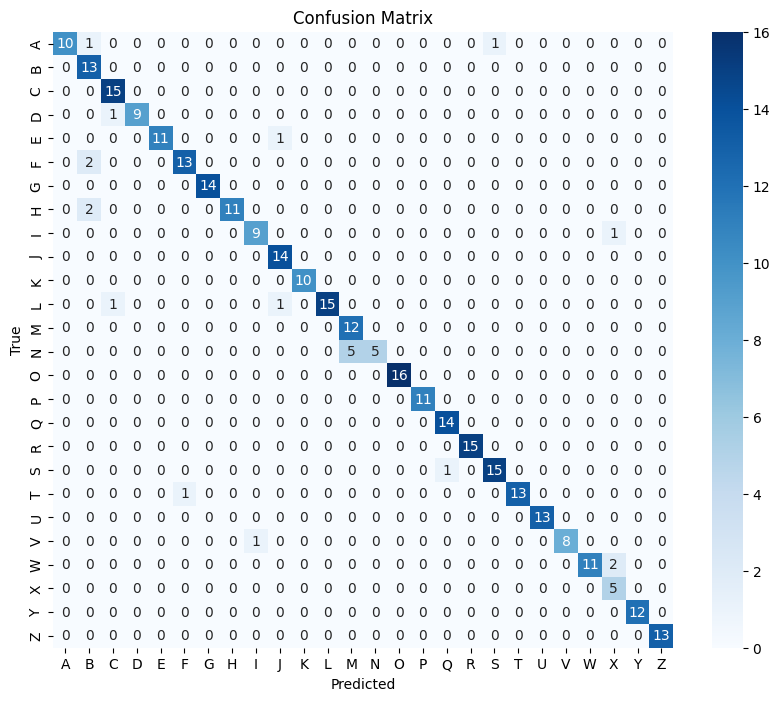 Confusion Matrix
A 10 1 0 0 0 0 0 0 0 0 0 0 0 0 0 0 0 0 1 0 0 0 0 0 0 0
B 0 13 0 0 0 0 0 0 0 0 0 0 0 0 0 0 0 0 0 0 0 0 0 0 0 0
C 0 0 15 0 0 0 0 0 0 0 0 0 0 0 0 0 0 0 0 0 0 0 0 0 0 0
D 0 0 1 9 0 0 0 0 0 0 0 0 0 0 0 0 0 0 0 0 0 0 0 0 0 0
E 0 0 0 0 11 0 0 0 0 1 0 0 0 0 0 0 0 0 0 0 0 0 0 0 0 0
F 0 2 0 0 0 13 0 0 0 0 0 0 0 0 0 0 0 0 0 0 0 0 0 0 0 0
G 0 0 0 0 0 0 14 0 0 0 0 0 0 0 0 0 0 0 0 0 0 0 0 0 0 0
H 0 2 0 0 0 0 0 11 0 0 0 0 0 0 0 0 0 0 0 0 0 0 0 0 0 0
I 0 0 0 0 0 0 0 0 9 0 0 0 0 0 0 0 0 0 0 0 0 0 0 1 0 0
J 0 0 0 0 0 0 0 0 0 14 0 0 0 0 0 0 0 0 0 0 0 0 0 0 0 0
K 0 0 0 0 0 0 0 0 0 0 10 0 0 0 0 0 0 0 0 0 0 0 0 0 0 0
L 0 0 1 0 0 0 0 0 0 1 0 15 0 0 0 0 0 0 0 0 0 0 0 0 0 0
M 0 0 0 0 0 0 0 0 0 0 0 0 12 0 0 0 0 0 0 0 0 0 0 0 0 0
True
N 0 0 0 0 0 0 0 0 0 0 0 0 5 5 0 0 0 0 0 0 0 0 0 0 0 0
O 0 0 0 0 0 0 0 0 0 0 0 0 0 0 16 0 0 0 0 0 0 0 0 0 0 0
P 0 0 0 0 0 0 0 0 0 0 0 0 0 0 0 11 0 0 0 0 0 0 0 0 0 0
Q 0 0 0 0 0 0 0 0 0 0 0 0 0 0 0 0 14 0 0 0 0 0 0 0 0 0
R 0 0 0 0 0 0 0 0 0 0 0 0 0 0 0 0 0 15 0 0 0 0 0 0 0 0
S 0 0 0 0 0 0 0 0 0 0 0 0 0 0 0 0 1 0 15 0 0 0 0 0 0 0
T 0 0 0 0 0 1 0 0 0 0 0 0 0 0 0 0 0 0 0 13 0 0 0 0 0 0
U 0 0 0 0 0 0 0 0 0 0 0 0 0 0 0 0 0 0 0 0 13 0 0 0 0 0
V 0 0 0 0 0 0 0 0 1 0 0 0 0 0 0 0 0 0 0 0 0 8 0 0 0 0
W 0 0 0 0 0 0 0 0 0 0 0 0 0 0 0 0 0 0 0 0 0 0 11 2 0 0
X 0 0 0 0 0 0 0 0 0 0 0 0 0 0 0 0 0 0 0 0 0 0 0 5 0 0
Y 0 0 0 0 0 0 0 0 0 0 0 0 0 0 0 0 0 0 0 0 0 0 0 0 12 0
Z 0 0 0 0 0 0 0 0 0 0 0 0 0 0 0 0 0 0 0 0 0 0 0 0 0 13
A B C D E F G H I J K L M N O P Q R S T U V W X Y Z
Predicted
16
14
12
10
8
6
4
2
0